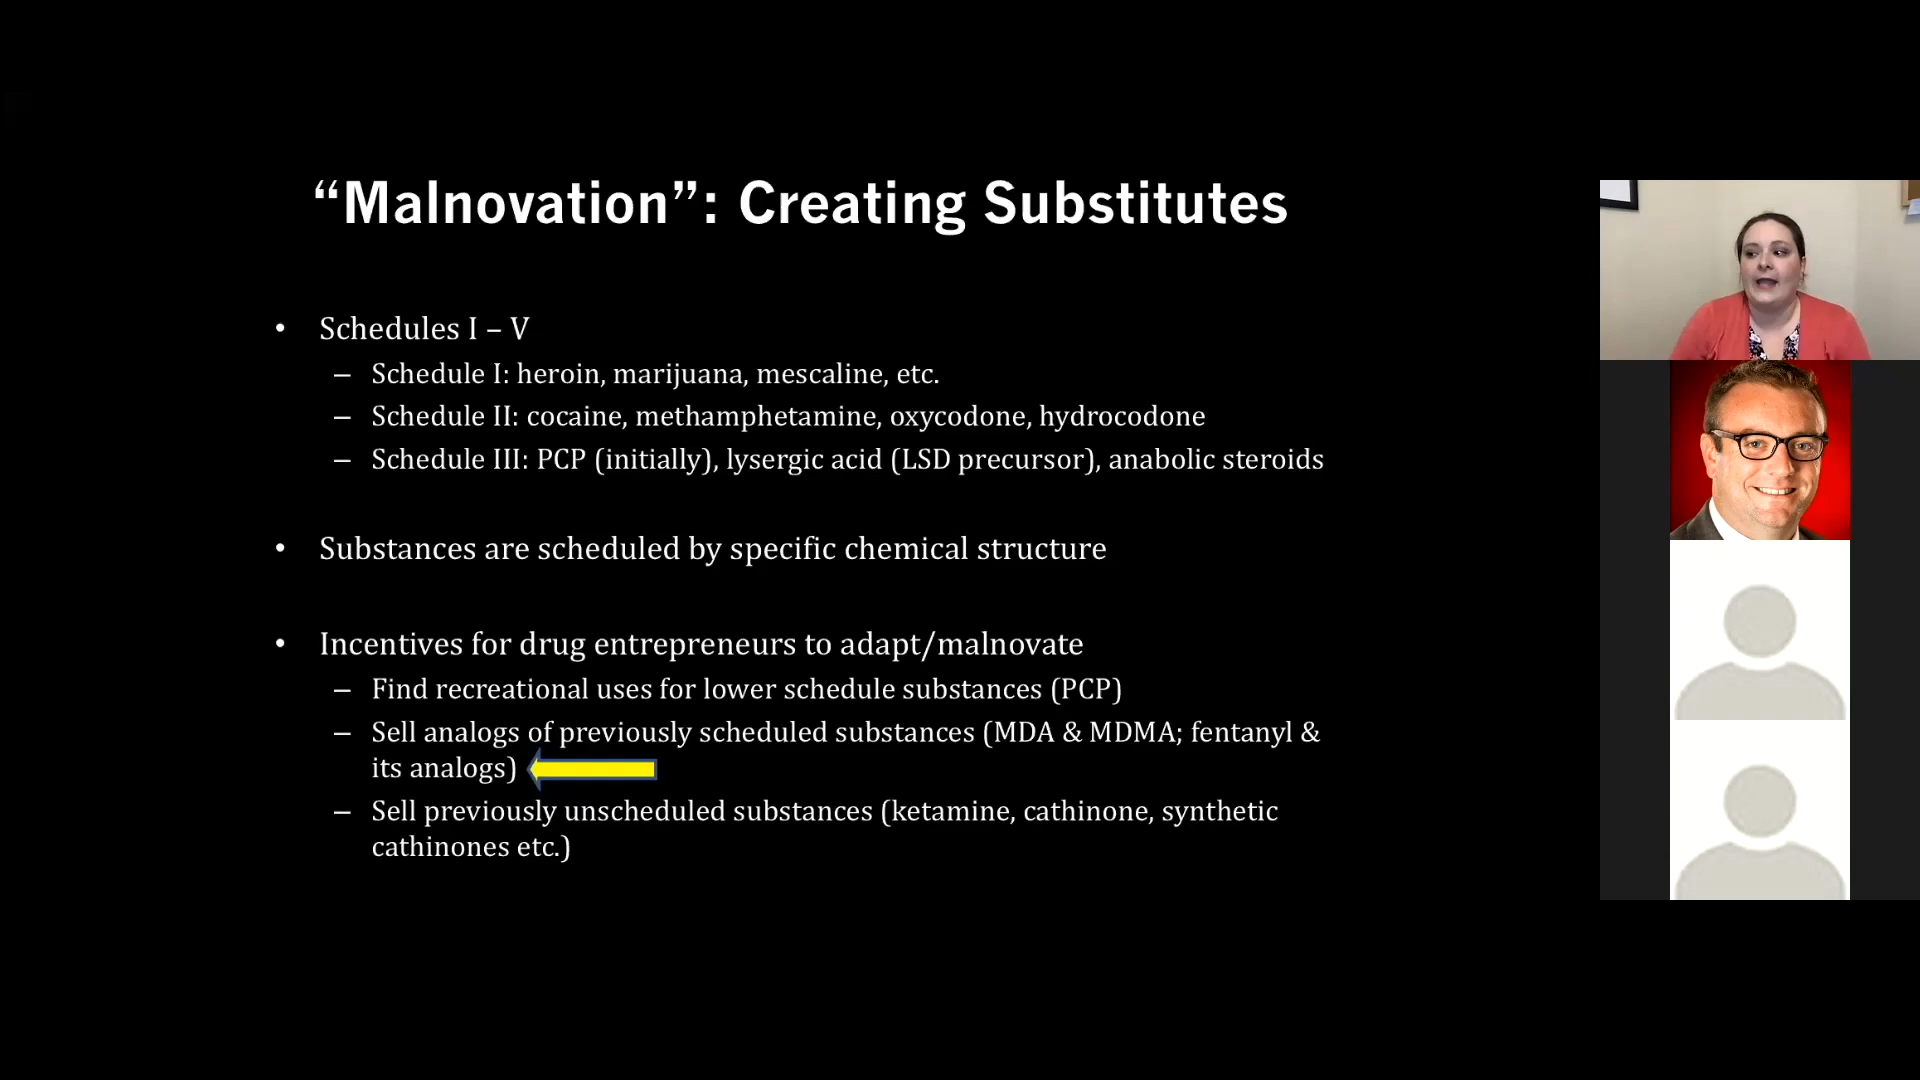 “Malnovation”: Creating Substitutes
• Schedules I – V
– Schedule I: heroin, marijuana, mescaline, etc.
– Schedule II: cocaine, methamphetamine, oxycodone, hydrocodone
– Schedule III: PCP (initially), lysergic acid (LSD precursor), anabolic steroids
• Substances are scheduled by specific chemical structure
• Incentives for drug entrepreneurs to adapt/malnovate
– Find recreational uses for lower schedule substances (PCP)
– Sell analogs of previously scheduled substances (MDA & MDMA; fentanyl &
its analogs)
– Sell previously unscheduled substances (ketamine, cathinone, synthetic
cathinones etc.)